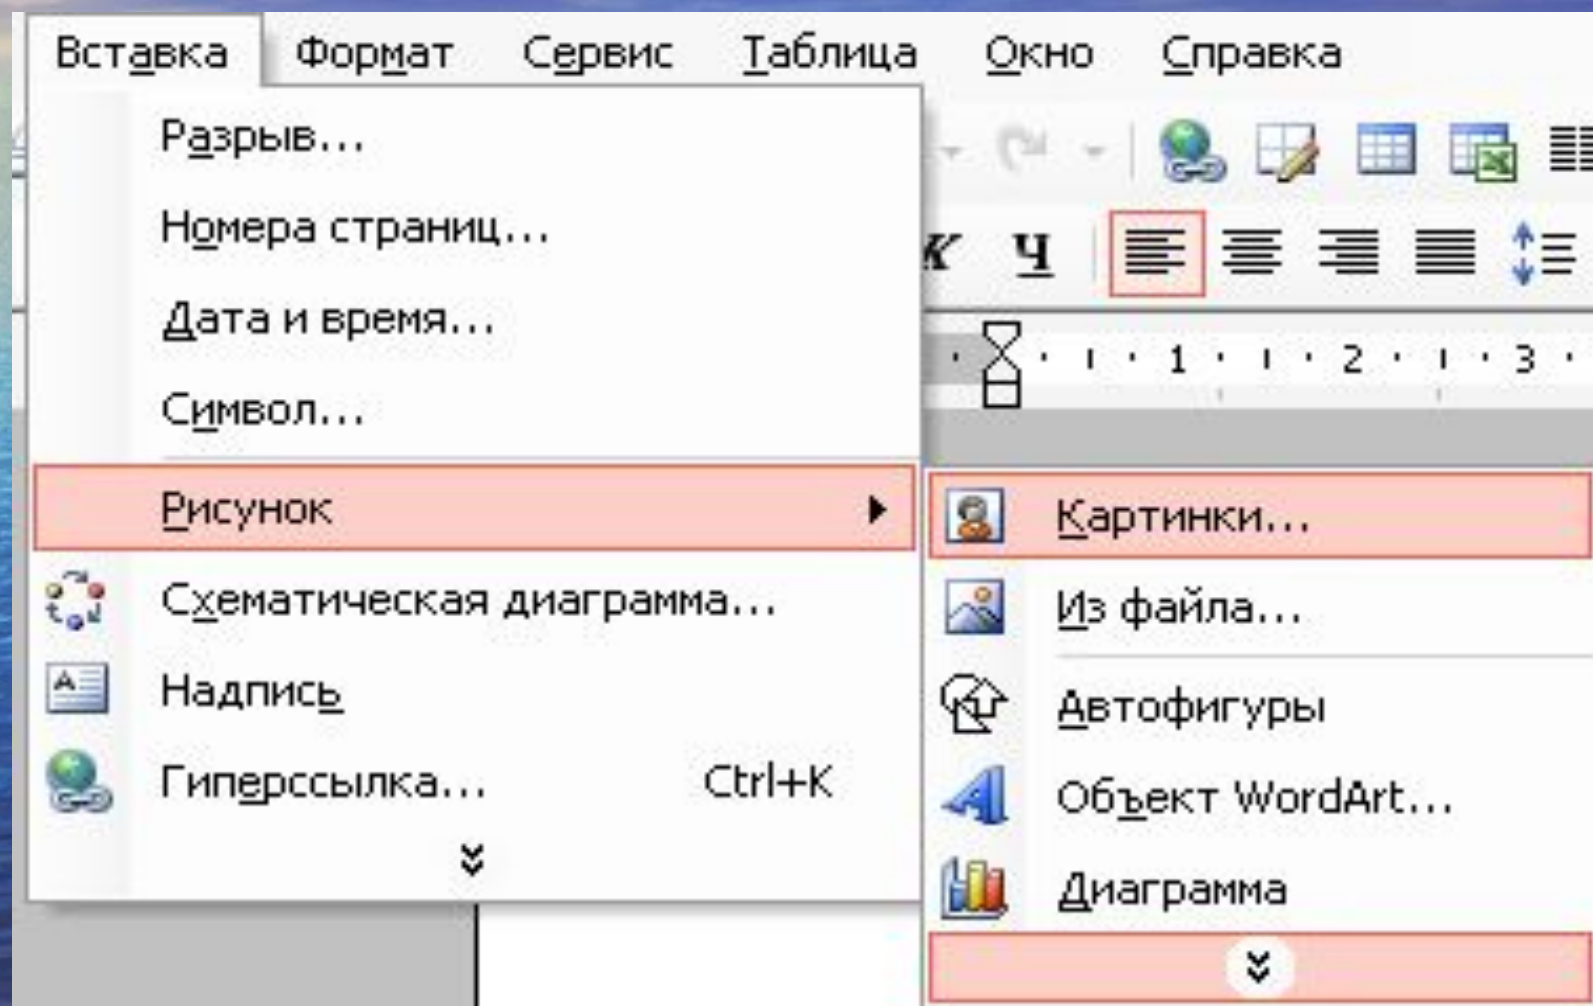 Вставка Формат Сервис Таблица Окно Справка
Разрыв...
Номера страниц...
Дата и время...
Символ...
Рисунок
Схематическая диаграмма...
Надпись
Гиперссылка... Ctrl+K
К Ч
1 2 3
Картинки...
Из файла...
Автофигуры
Объект WordArt...
Диаграмма